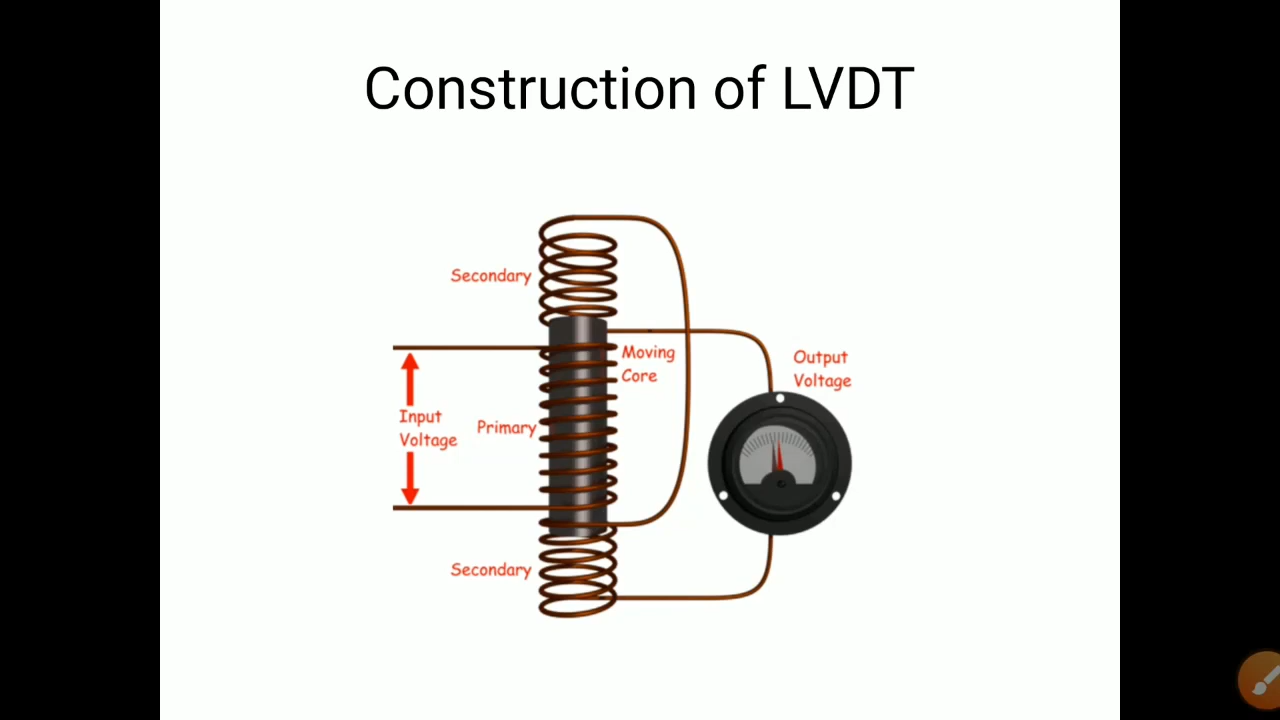 Construction of LVDT
Secondary
Moving
Core
Output
Voltage
Input
Voltage
Primary
Secondary